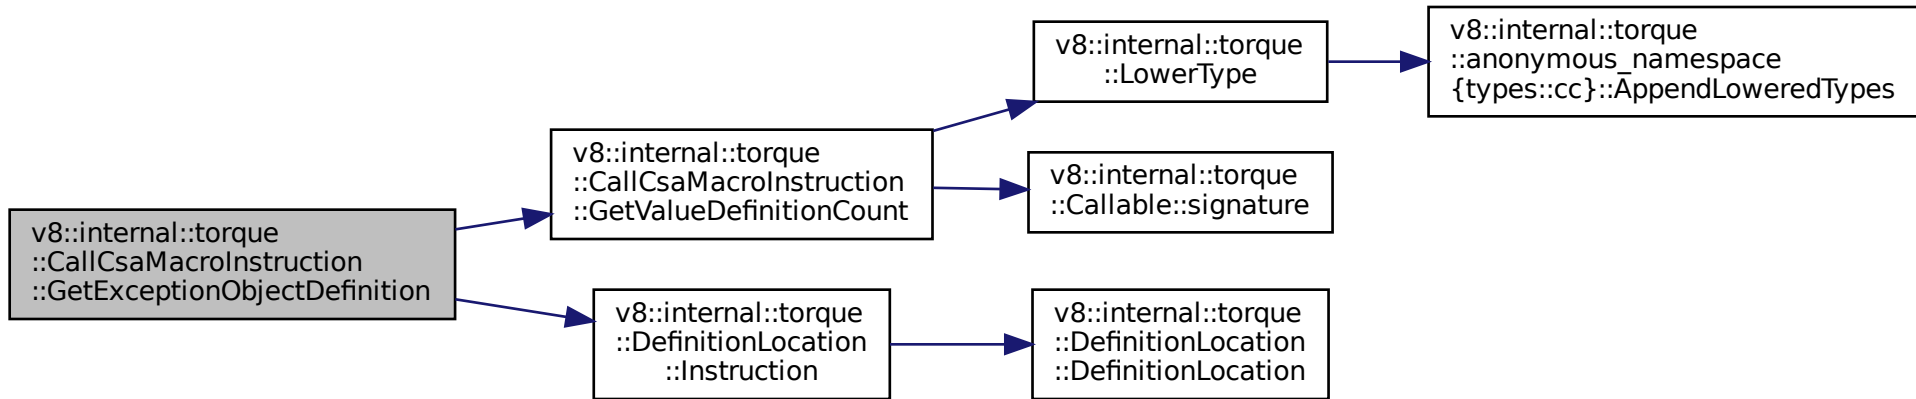 v8::internal::torque
::CallCsaMacroInstruction
::GetExceptionObjectDefinition
v8::internal::torque
::CallCsaMacroInstruction
::GetValueDefinitionCount
v8::internal::torque
::LowerType
v8::internal::torque
::anonymous_namespace
{types::cc}::AppendLoweredTypes
v8::internal::torque
::Callable::signature
v8::internal::torque
::DefinitionLocation
::Instruction
v8::internal::torque
::DefinitionLocation
::DefinitionLocation